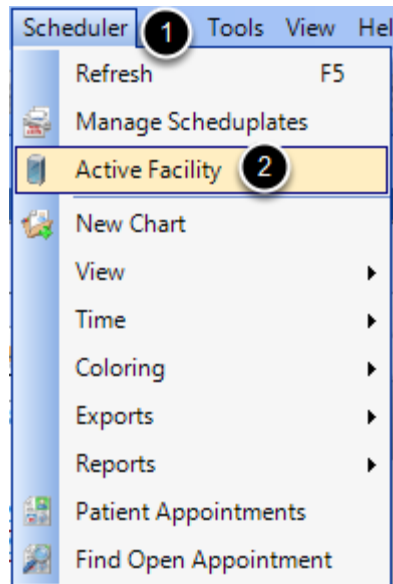 Scheduler 1 Tools View Hel
Refresh F5
Manage Scheduplates
Active Facility 2
New Chart
View
Time
Coloring
Exports
Reports
Patient Appointments
Find Open Appointment